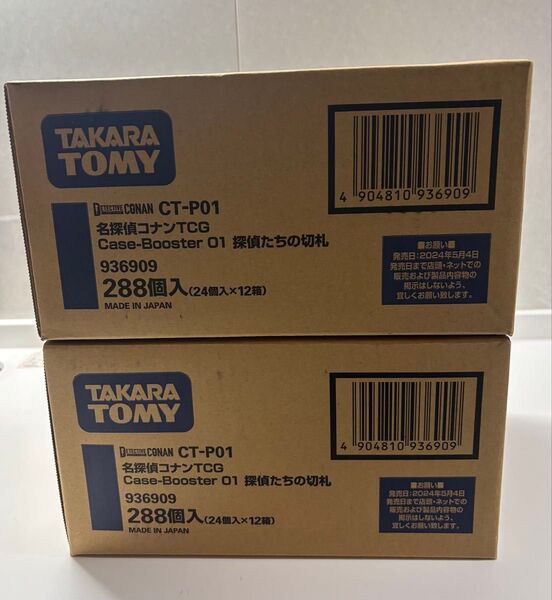 TAKARA
TOMY
DETECTIVE CONAN CT-P01
名探偵コナンTCG
Case-Booster 01 探偵たちの切札
936909
288個入(24個入×12箱)
MADE IN JAPAN
4 904810 936909
■お願い■
発売日:2024年5月4日
発売日まで店頭・ネットでの
販売および製品内容物の
掲示はしないよう、
宜しくお願い致します。
TAKARA
TOMY
DETECTIVE CONAN CT-P01
名探偵コナンTCG
Case-Booster 01 探偵たちの切札
936909
288個入(24個入×12箱)
MADE IN JAPAN
4 904810 936909
■お願い■
発売日:2024年5月4日
発売日まで店頭・ネットでの
販売および製品内容物の
掲示はしないよう、
宜しくお願い致します。